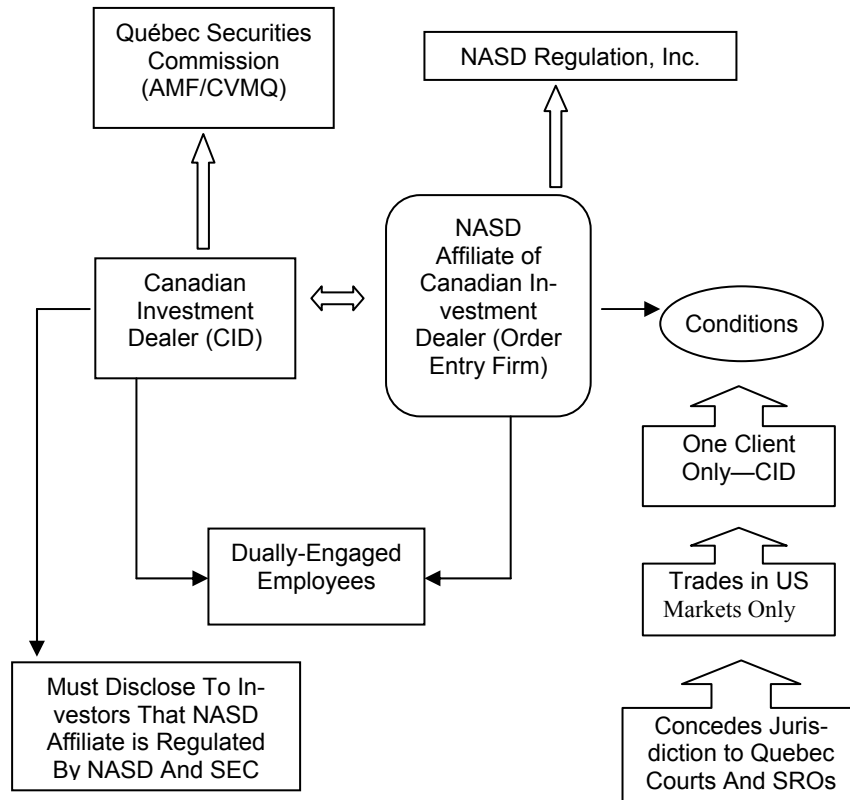 Québec Securities
Commission
(AMF/CVMQ)
NASD Regulation, Inc.
Canadian
Investment
Dealer (CID)
NASD
Affiliate of
Canadian In-
vestment
Dealer (Order
Entry Firm)
Conditions
One Client
Only—CID
Dually-Engaged
Employees
Trades in US
Markets Only
Must Disclose To In-
vestors That NASD
Affiliate is Regulated
By NASD And SEC
Concedes Juris-
diction to Quebec
Courts And SROs